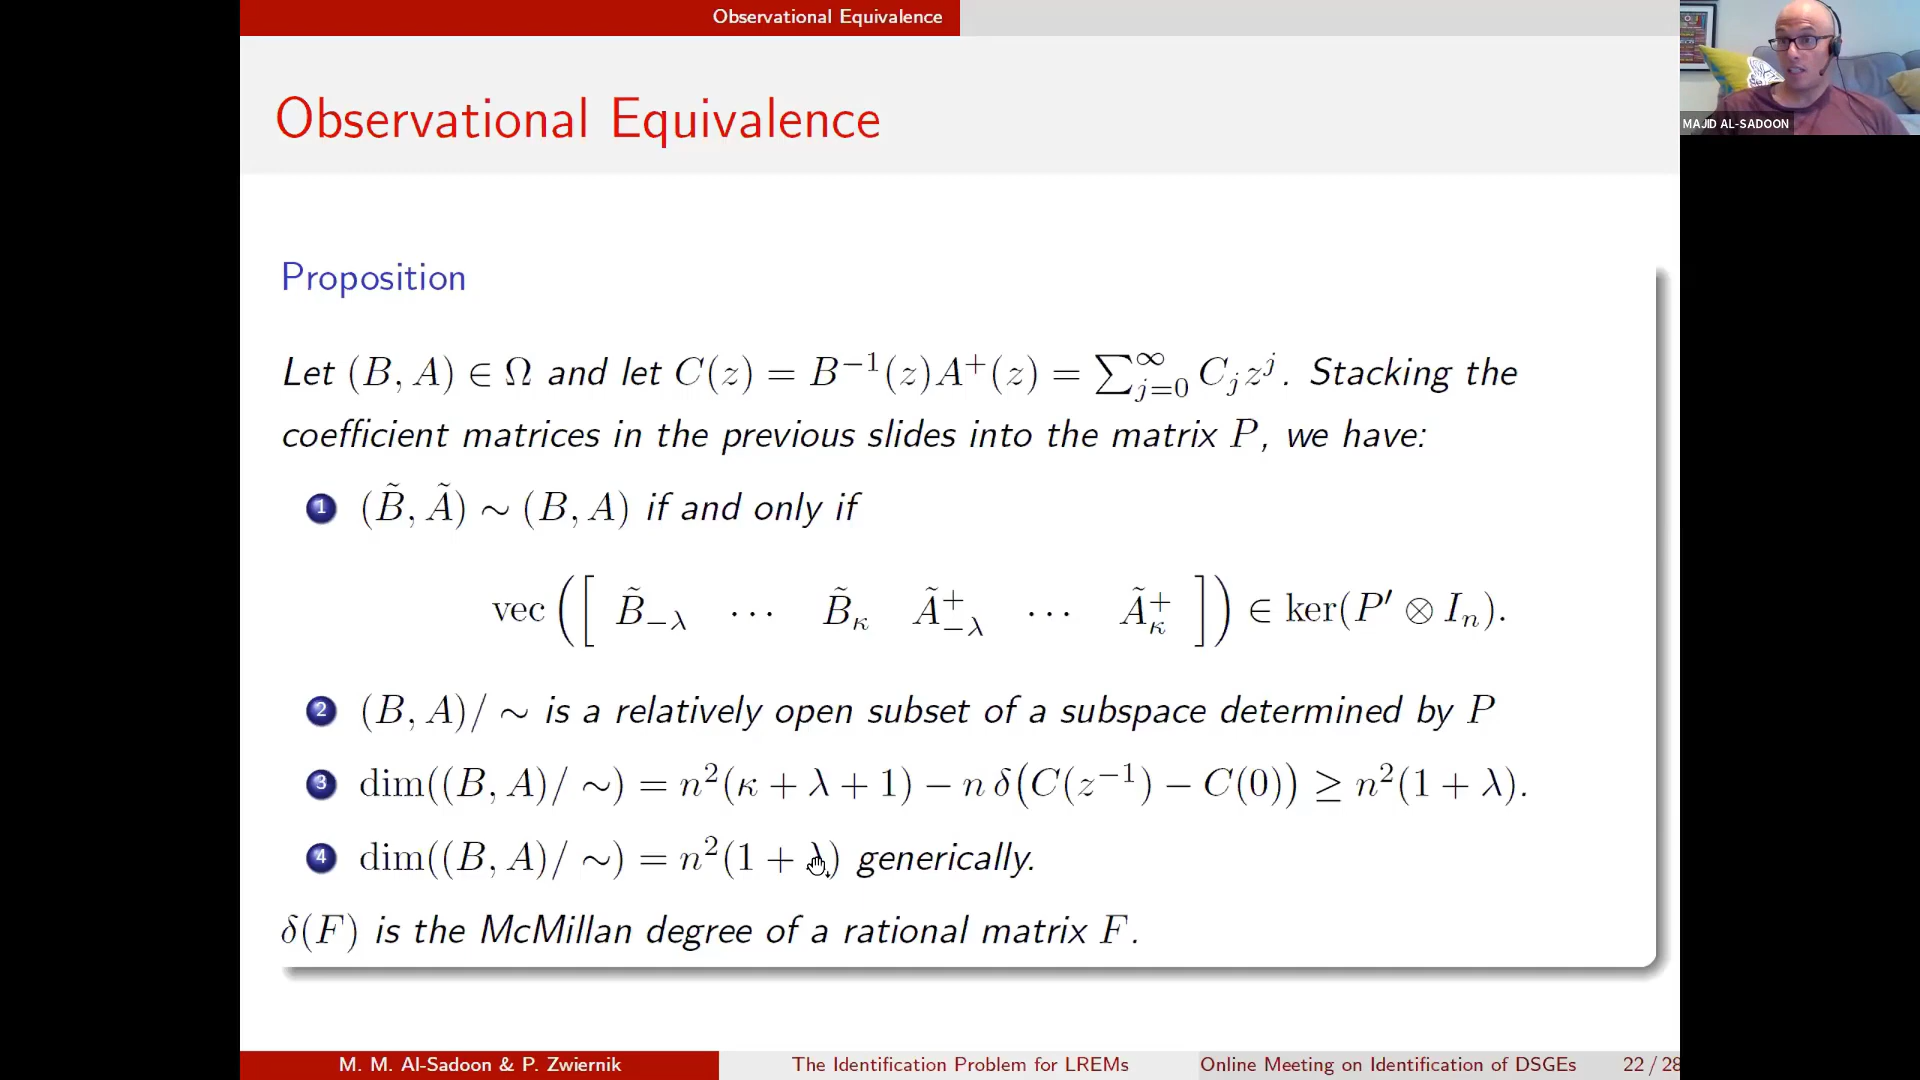 Observational Equivalence
Observational Equivalence
MAJID AL-SADOON
Proposition
Let (B, A) ∈ Ω and let C(z) = B⁻¹(z)A⁺(z) = ∑_{j=0}^{∞} C_j z^j. Stacking the
coefficient matrices in the previous slides into the matrix P, we have:
1 (B̃, Ã) ∼ (B, A) if and only if
vec([ B̃_{−λ} ⋯ B̃_κ Ã⁺_{−λ} ⋯ Ã⁺_κ ]) ∈ ker(P′ ⊗ I_n).
2 (B, A)/ ∼ is a relatively open subset of a subspace determined by P
3 dim((B, A)/ ∼) = n²(κ + λ + 1) − n δ(C(z⁻¹) − C(0)) ≥ n²(1 + λ).
4 dim((B, A)/ ∼) = n²(1 + λ) generically.
δ(F) is the McMillan degree of a rational matrix F.
M. M. Al-Sadoon & P. Zwiernik The Identification Problem for LREMs Online Meeting on Identification of DSGEs 22 / 28